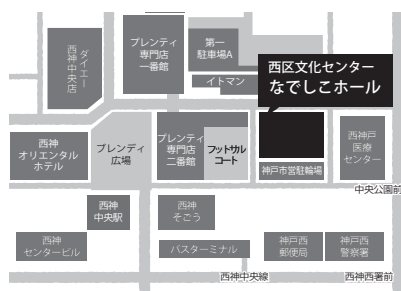 ダイエー
西神中央店
プレンティ
専門店
一番館
第一
駐車場A
イトマン
西区文化センター
なでしこホール
西神
オリエンタル
ホテル
プレンティ
広場
プレンティ
専門店
二番館
フットサル
コート
神戸市営駐輪場
西神戸
医療
センター
中央公園前
西神
中央駅
西神
そごう
西神
センタービル
バスターミナル
神戸西
郵便局
神戸西
警察署
西神中央線
西神西署前